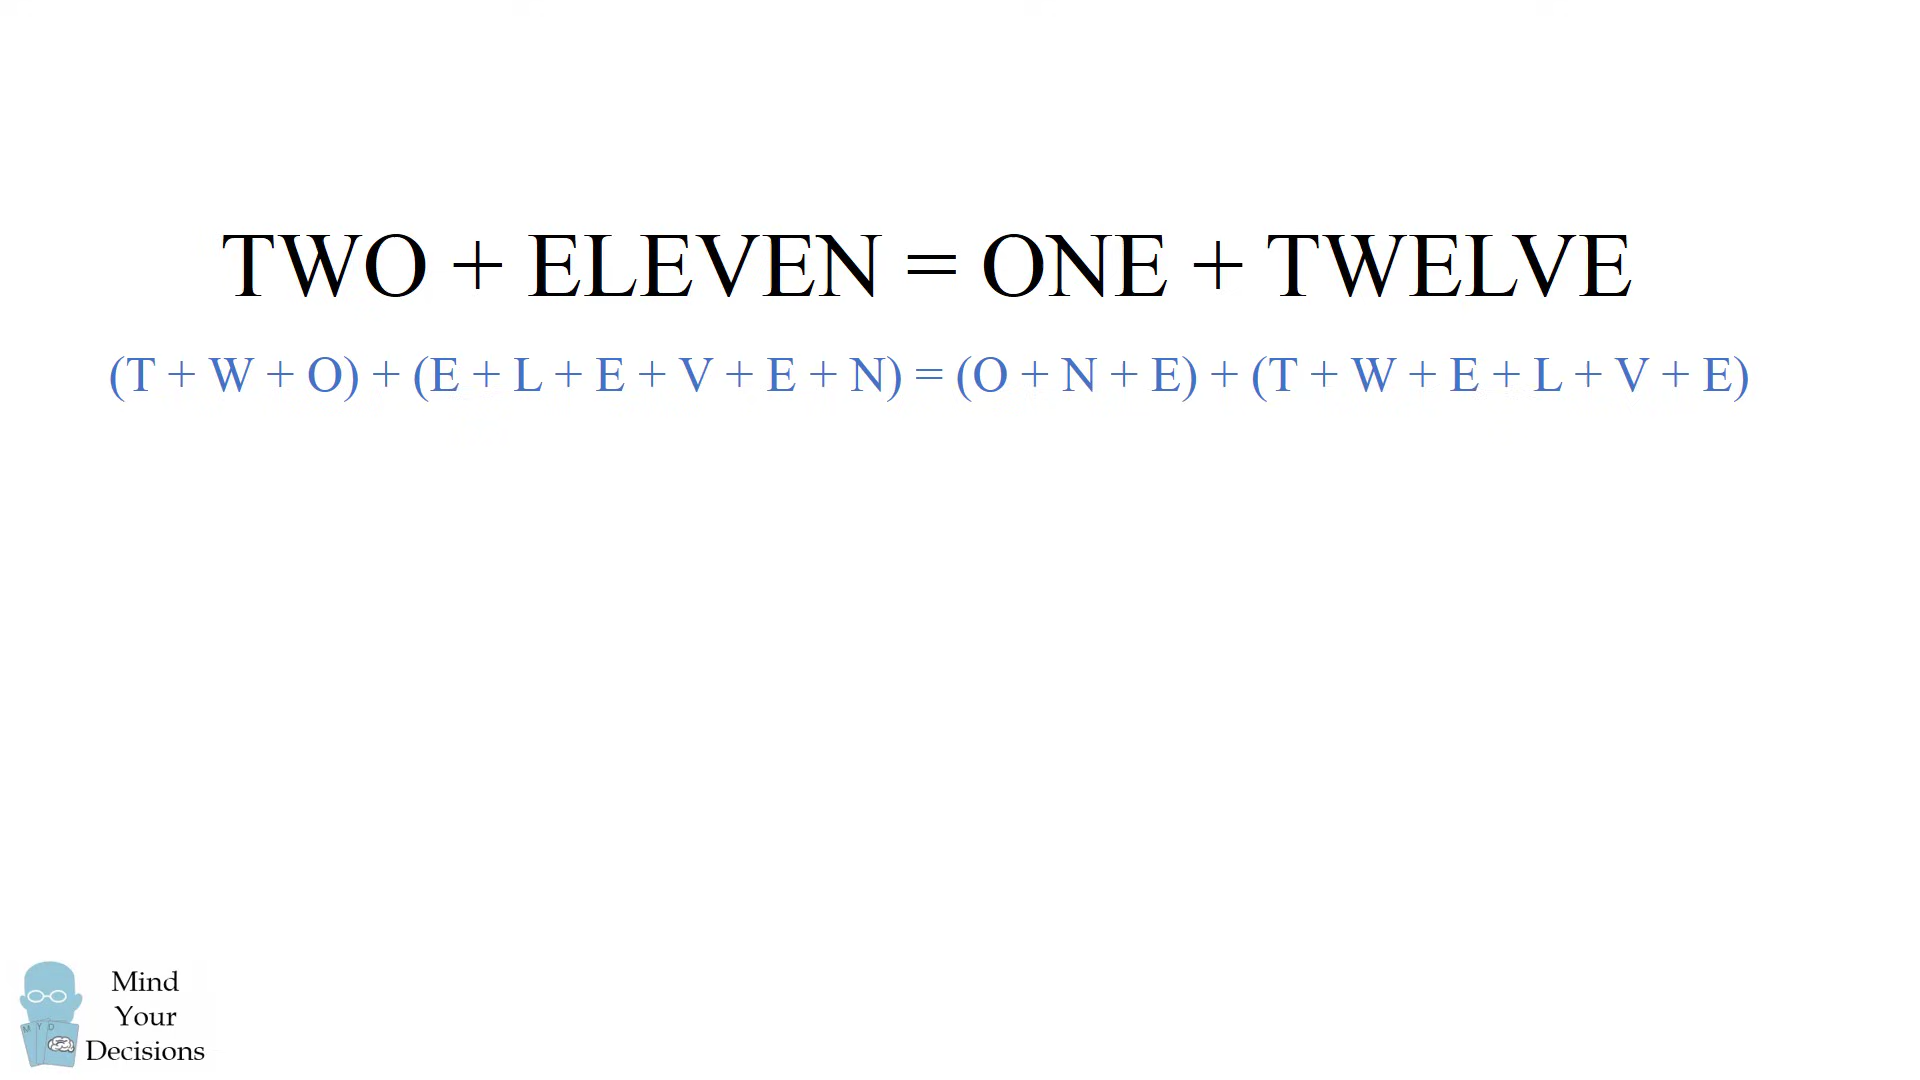 TWO + ELEVEN = ONE + TWELVE
(T + W + O) + (E + L + E + V + E + N) = (O + N + E) + (T + W + E + L + V + E)
M Y D
Mind
Your
Decisions